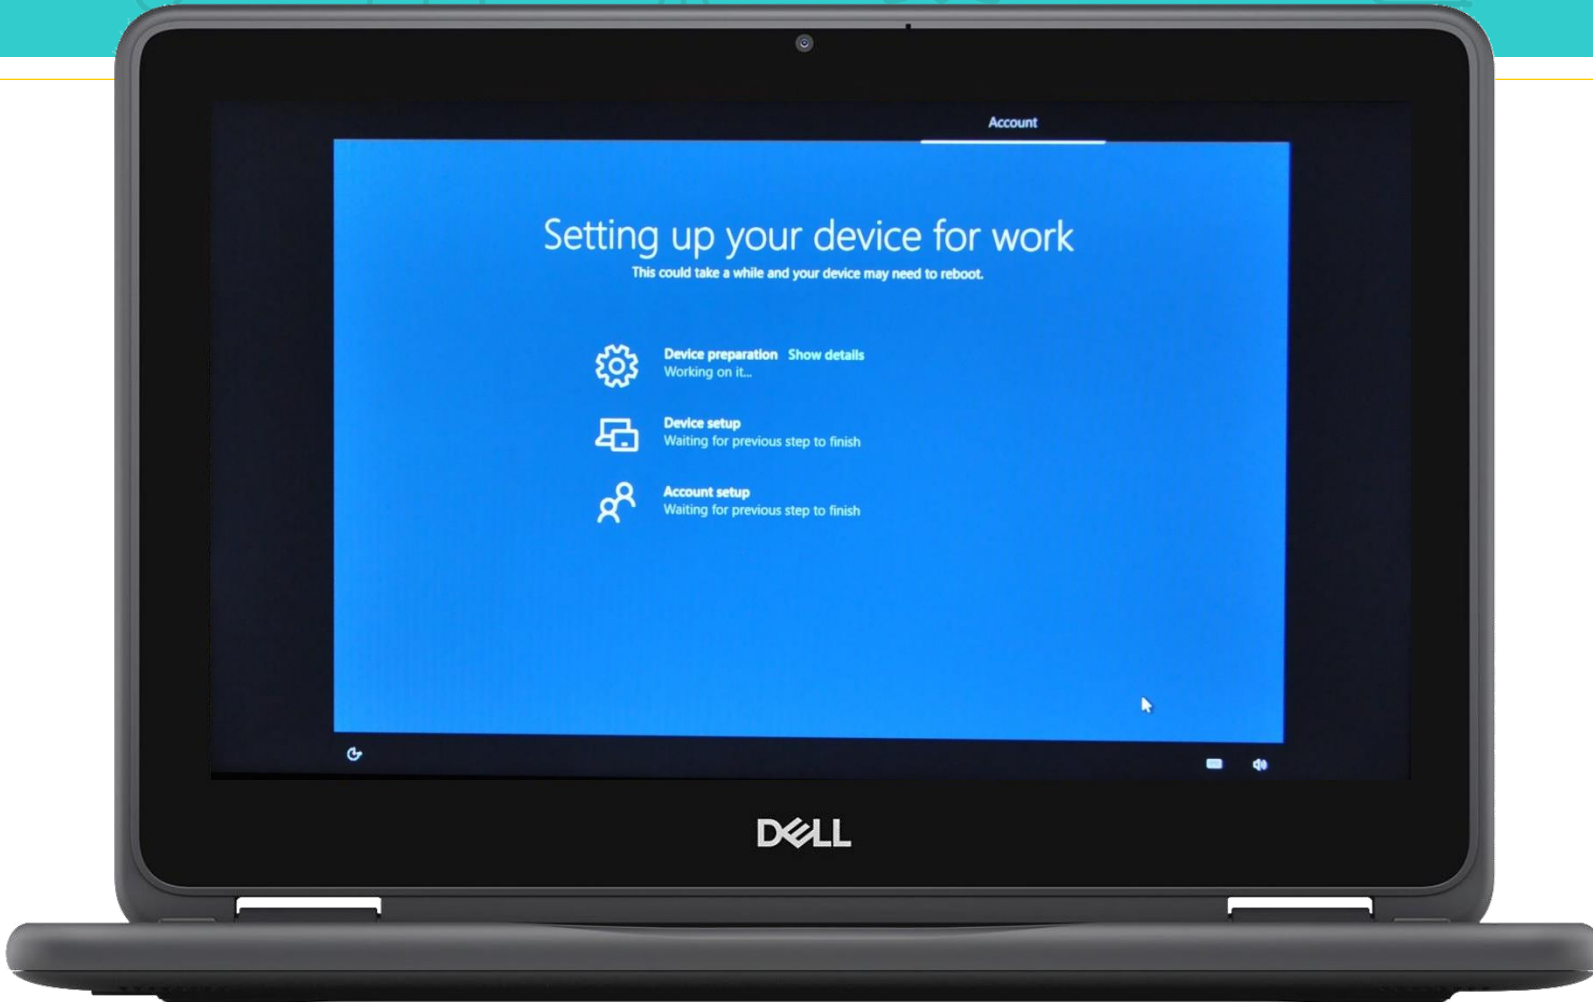 Account
Setting up your device for work
This could take a while and your device may need to reboot.
Device preparation Show details
Working on it...
Device setup
Waiting for previous step to finish
Account setup
Waiting for previous step to finish
DELL